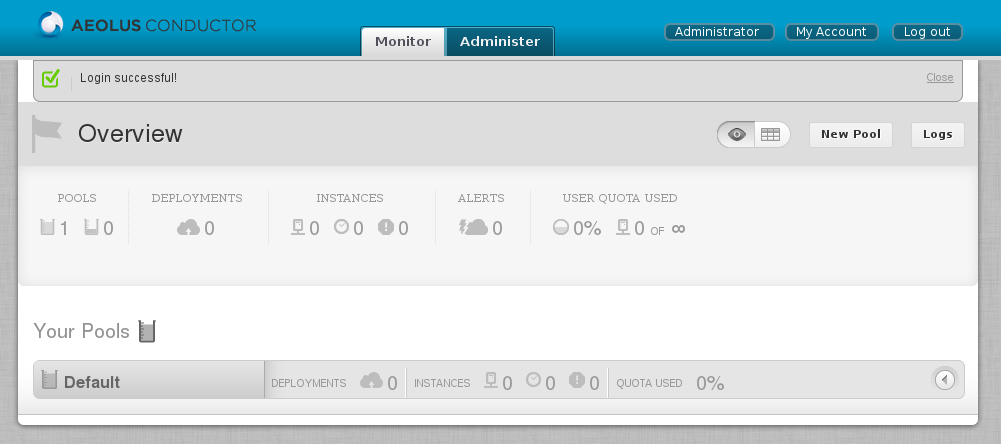 AEOLUS CONDUCTOR
Monitor Administer
Administrator My Account Log out
Login successful! Close
Overview
New Pool Logs
POOLS DEPLOYMENTS INSTANCES ALERTS USER QUOTA USED
1 0 0 0 0 0 0 0% 0 OF ∞
Your Pools
Default DEPLOYMENTS 0 INSTANCES 0 0 0 QUOTA USED 0%